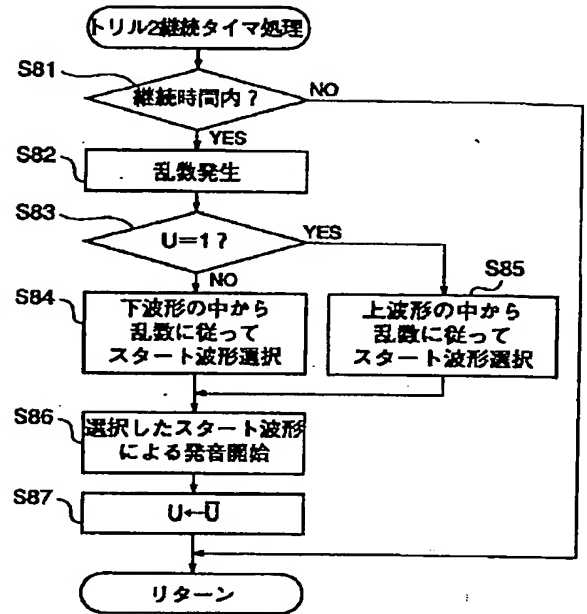 トリル2継続タイマ処理
S81
継続時間内？
NO
YES
S82
乱数発生
S83
U=1？
YES
NO
S84
下波形の中から
乱数に従って
スタート波形選択
S85
上波形の中から
乱数に従って
スタート波形選択
S86
選択したスタート波形
による発音開始
S87
U←U̅
リターン